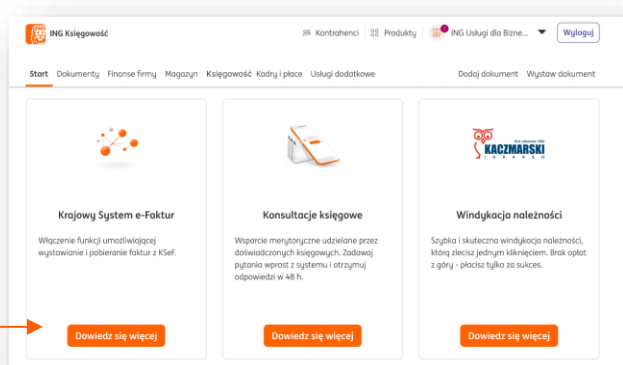 ING Księgowość
Kontrahenci Produkty ING Usługi dla Bizne... Wyloguj
Start Dokumenty Finanse firmy Magazyn Księgowość Kadry i płace Usługi dodatkowe Dodaj dokument Wystaw dokument
KACZMARSKI
INKASSO
Krajowy System e-Faktur
Włączenie funkcji umożliwiającej
wystawianie i pobieranie faktur z KSeF.
Dowiedz się więcej
Konsultacje księgowe
Wsparcie merytoryczne udzielane przez
doświadczonych księgowych. Zadawaj
pytania wprost z systemu i otrzymuj
odpowiedzi w 48 h.
Dowiedz się więcej
Windykacja należności
Szybka i skuteczna windykacja należności,
którą zlecisz jednym kliknięciem. Brak opłat
z góry - płacisz tylko za sukces.
Dowiedz się więcej